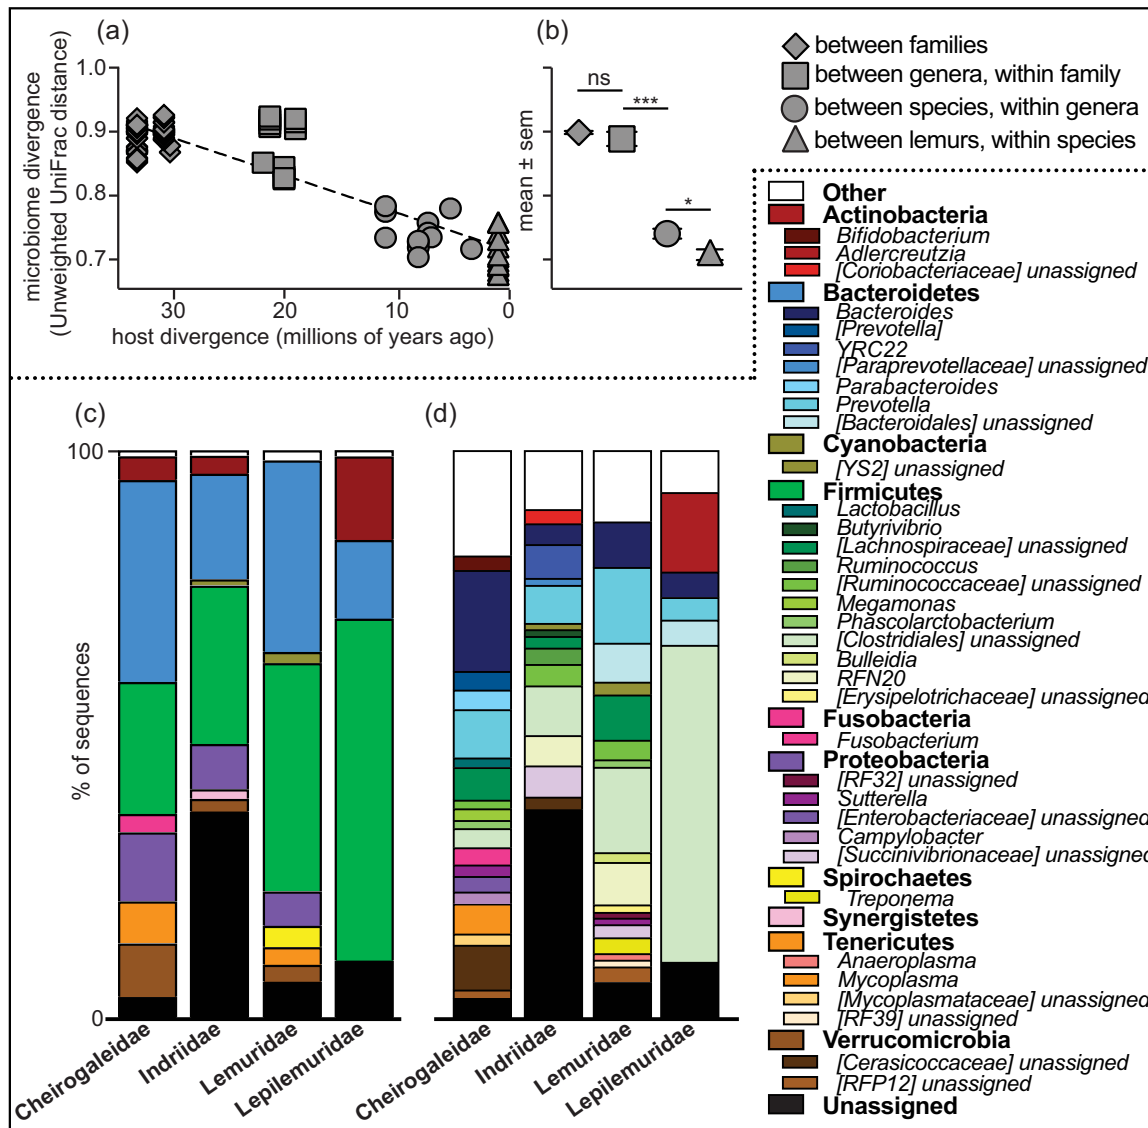 (a)
microbiome divergence
(Unweighted UniFrac distance)
1.0
0.9
0.8
0.7
30
20
10
0
host divergence (millions of years ago)
(b)
mean ± sem
ns
***
*
between families
between genera, within family
between species, within genera
between lemurs, within species
Other
Actinobacteria
Bifidobacterium
Adlercreutzia
[Coriobacteriaceae] unassigned
Bacteroidetes
Bacteroides
[Prevotella]
YRC22
[Paraprevotellaceae] unassigned
Parabacteroides
Prevotella
[Bacteroidales] unassigned
Cyanobacteria
[YS2] unassigned
Firmicutes
Lactobacillus
Butyrivibrio
[Lachnospiraceae] unassigned
Ruminococcus
[Ruminococcaceae] unassigned
Megamonas
Phascolarctobacterium
[Clostridiales] unassigned
Bulleidia
RFN20
[Erysipelotrichaceae] unassigned
Fusobacteria
Fusobacterium
Proteobacteria
[RF32] unassigned
Sutterella
[Enterobacteriaceae] unassigned
Campylobacter
[Succinivibrionaceae] unassigned
Spirochaetes
Treponema
Synergistetes
Tenericutes
Anaeroplasma
Mycoplasma
[Mycoplasmataceae] unassigned
[RF39] unassigned
Verrucomicrobia
[Cerasicoccaceae] unassigned
[RFP12] unassigned
Unassigned
(c)
% of sequences
100
0
Cheirogaleidae
Indriidae
Lemuridae
Lepilemuridae
(d)
Cheirogaleidae
Indriidae
Lemuridae
Lepilemuridae